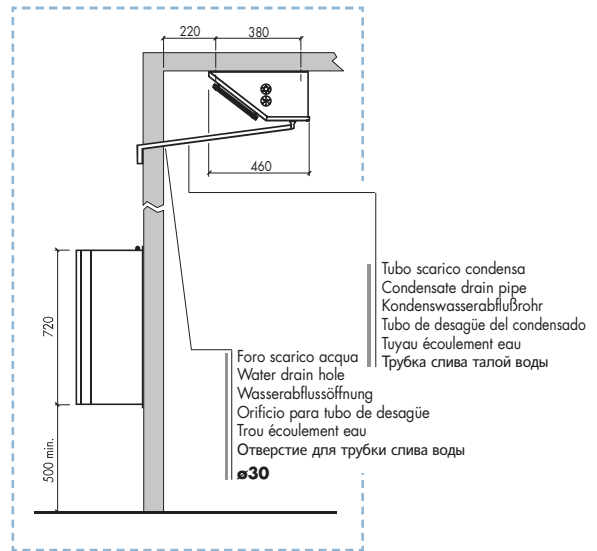 220
380
460
Tubo scarico condensa
Condensate drain pipe
Kondenswasserabflußrohr
Tubo de desagüe del condensado
Tuyau écoulement eau
Трубка слива талой воды
720
Foro scarico acqua
Water drain hole
Wasserabflussöffnung
Orificio para tubo de desagüe
Trou écoulement eau
Отверстие для трубки слива воды
ø30
500 min.